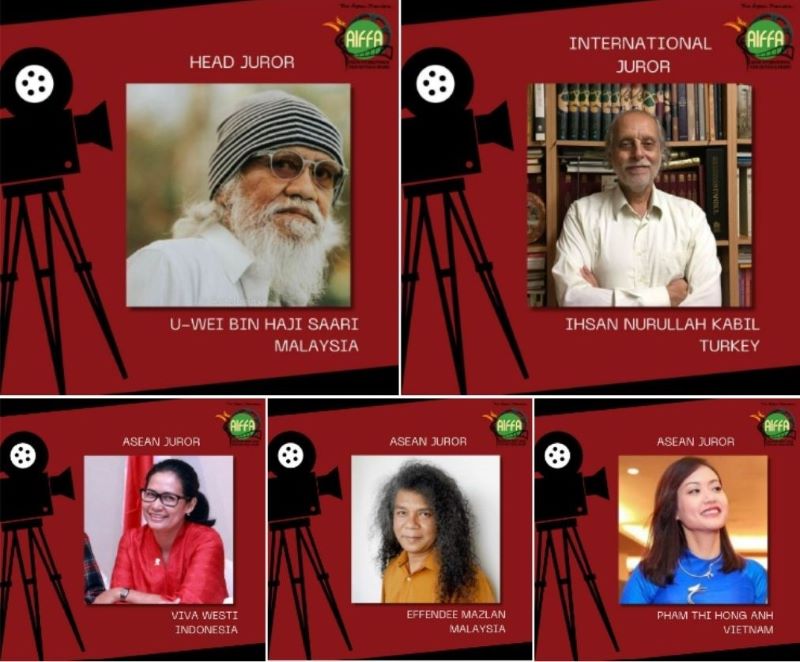 HEAD JUROR
AIFFA
U-WEI BIN HAJI SAARI
MALAYSIA
INTERNATIONAL
JUROR
AIFFA
IHSAN NURULLAH KABIL
TURKEY
ASEAN JUROR
AIFFA
VIVA WESTI
INDONESIA
ASEAN JUROR
AIFFA
EFFENDEE MAZLAN
MALAYSIA
ASEAN JUROR
AIFFA
PHAM THI HONG ANH
VIETNAM